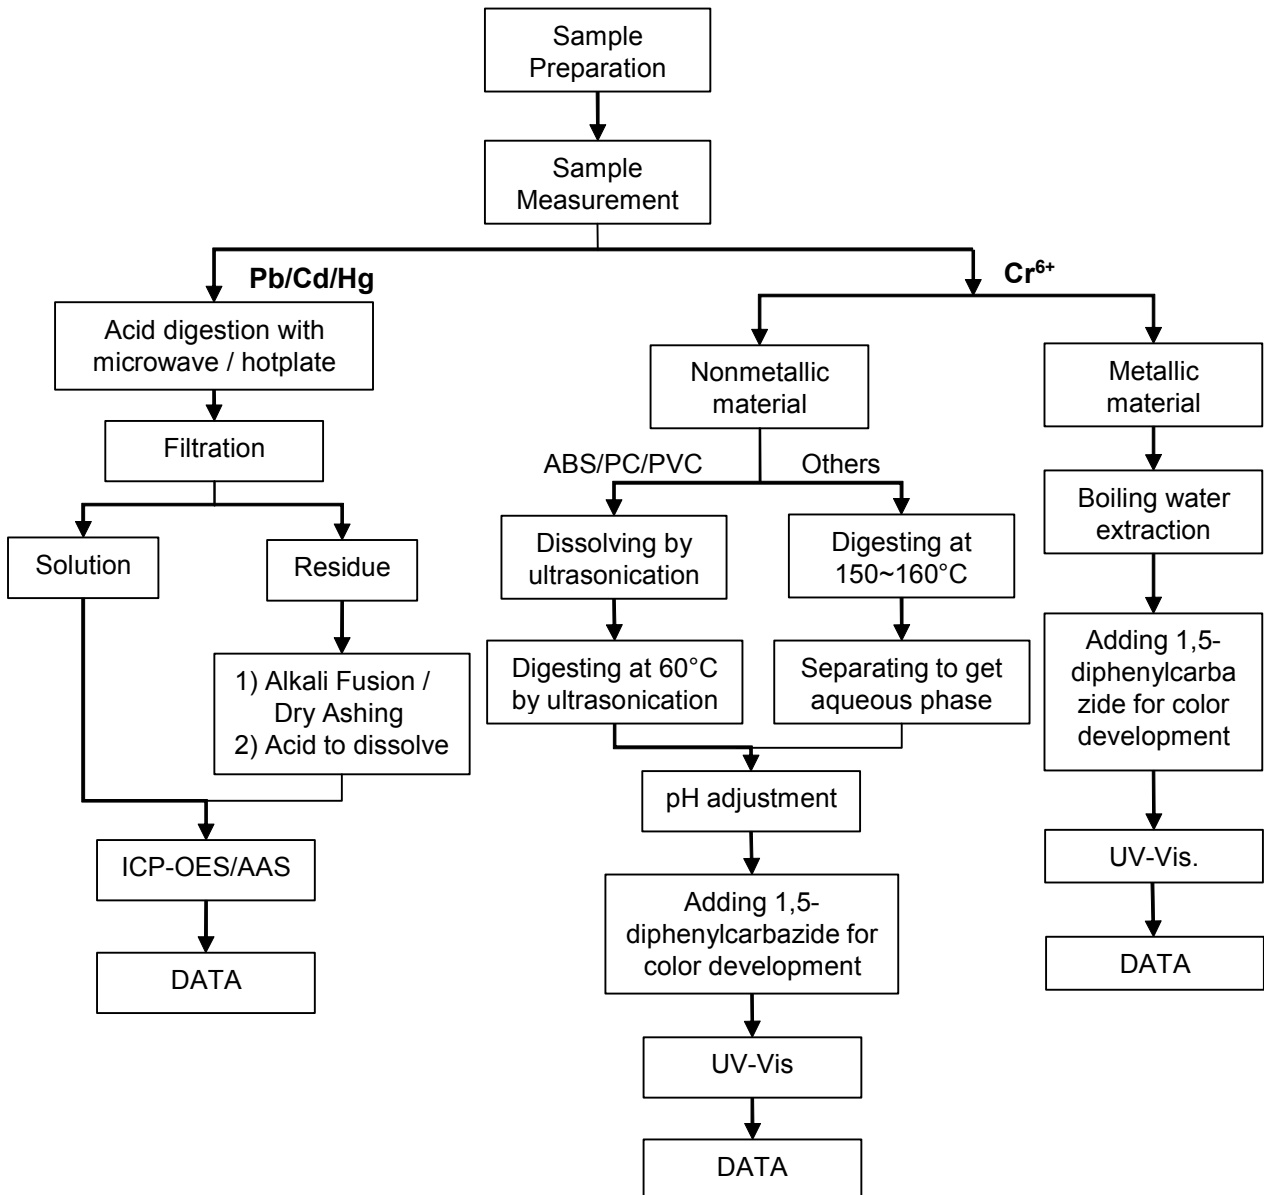 Sample
Preparation
Sample
Measurement
Pb/Cd/Hg
Cr⁶⁺
Acid digestion with
microwave / hotplate
Filtration
Solution
Residue
1) Alkali Fusion /
Dry Ashing
2) Acid to dissolve
ICP-OES/AAS
DATA
Nonmetallic
material
ABS/PC/PVC
Others
Dissolving by
ultrasonication
Digesting at
150~160°C
Digesting at 60°C
by ultrasonication
Separating to get
aqueous phase
pH adjustment
Adding 1,5-
diphenylcarbazide for
color development
UV-Vis
DATA
Metallic
material
Boiling water
extraction
Adding 1,5-
diphenylcarba
zide for color
development
UV-Vis.
DATA